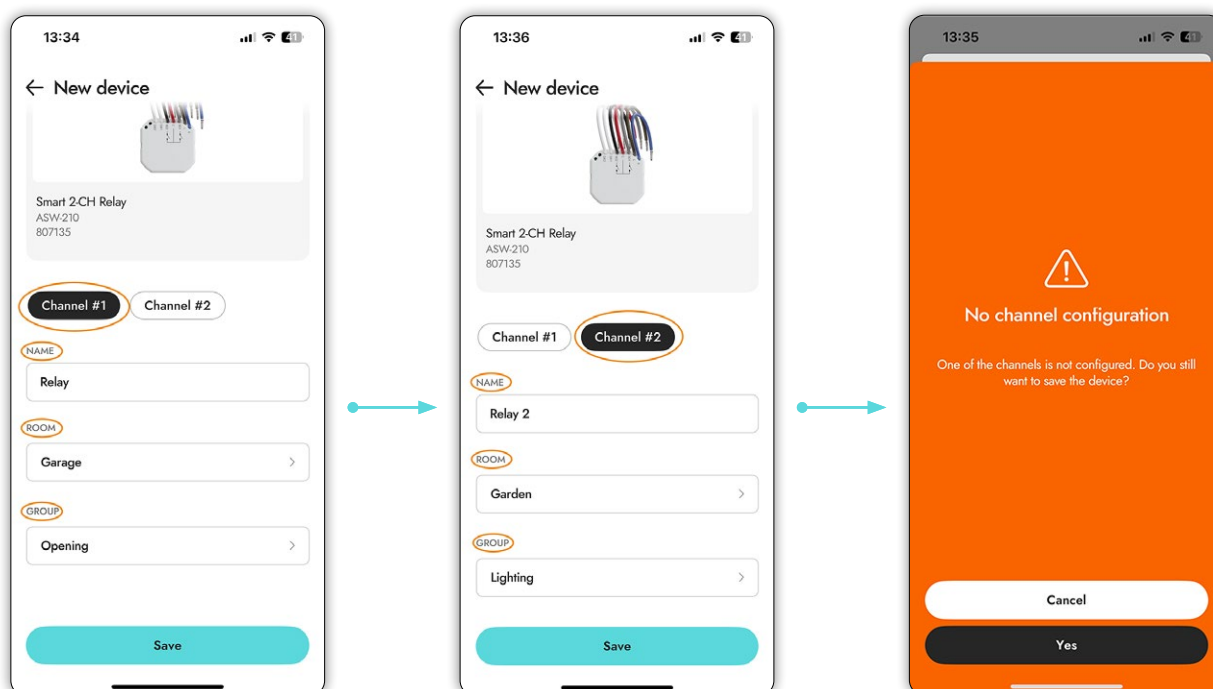 13:34
41
← New device
Smart 2-CH Relay
ASW-210
807135
Channel #1
Channel #2
NAME
Relay
ROOM
Garage
GROUP
Opening
Save
13:36
41
← New device
Smart 2-CH Relay
ASW-210
807135
Channel #1
Channel #2
NAME
Relay 2
ROOM
Garden
GROUP
Lighting
Save
13:35
41
No channel configuration
One of the channels is not configured. Do you still
want to save the device?
Cancel
Yes